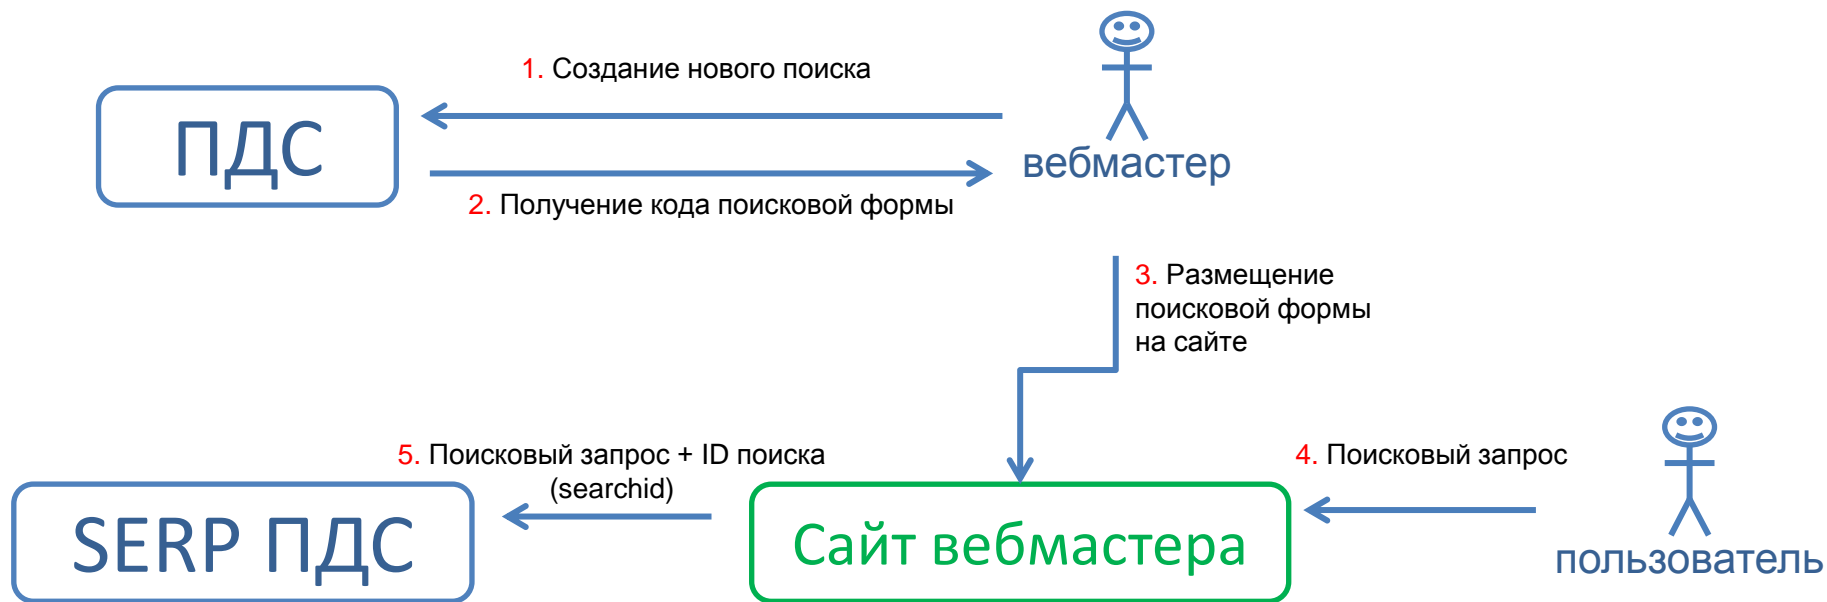 1. Создание нового поиска
ПДС
вебмастер
2. Получение кода поисковой формы
3. Размещение
поисковой формы
на сайте
5. Поисковый запрос + ID поиска
(searchid)
4. Поисковый запрос
SERP ПДС
Сайт вебмастера
пользователь